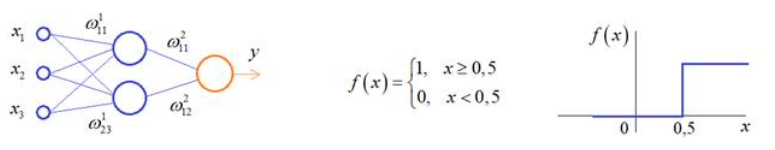 x₁
x₂
x₃
ω¹₁₁
ω¹₂₃
ω²₁₁
ω²₁₂
y
f(x)={1, x≥0,5
0, x<0,5
f(x)
0 0,5 x